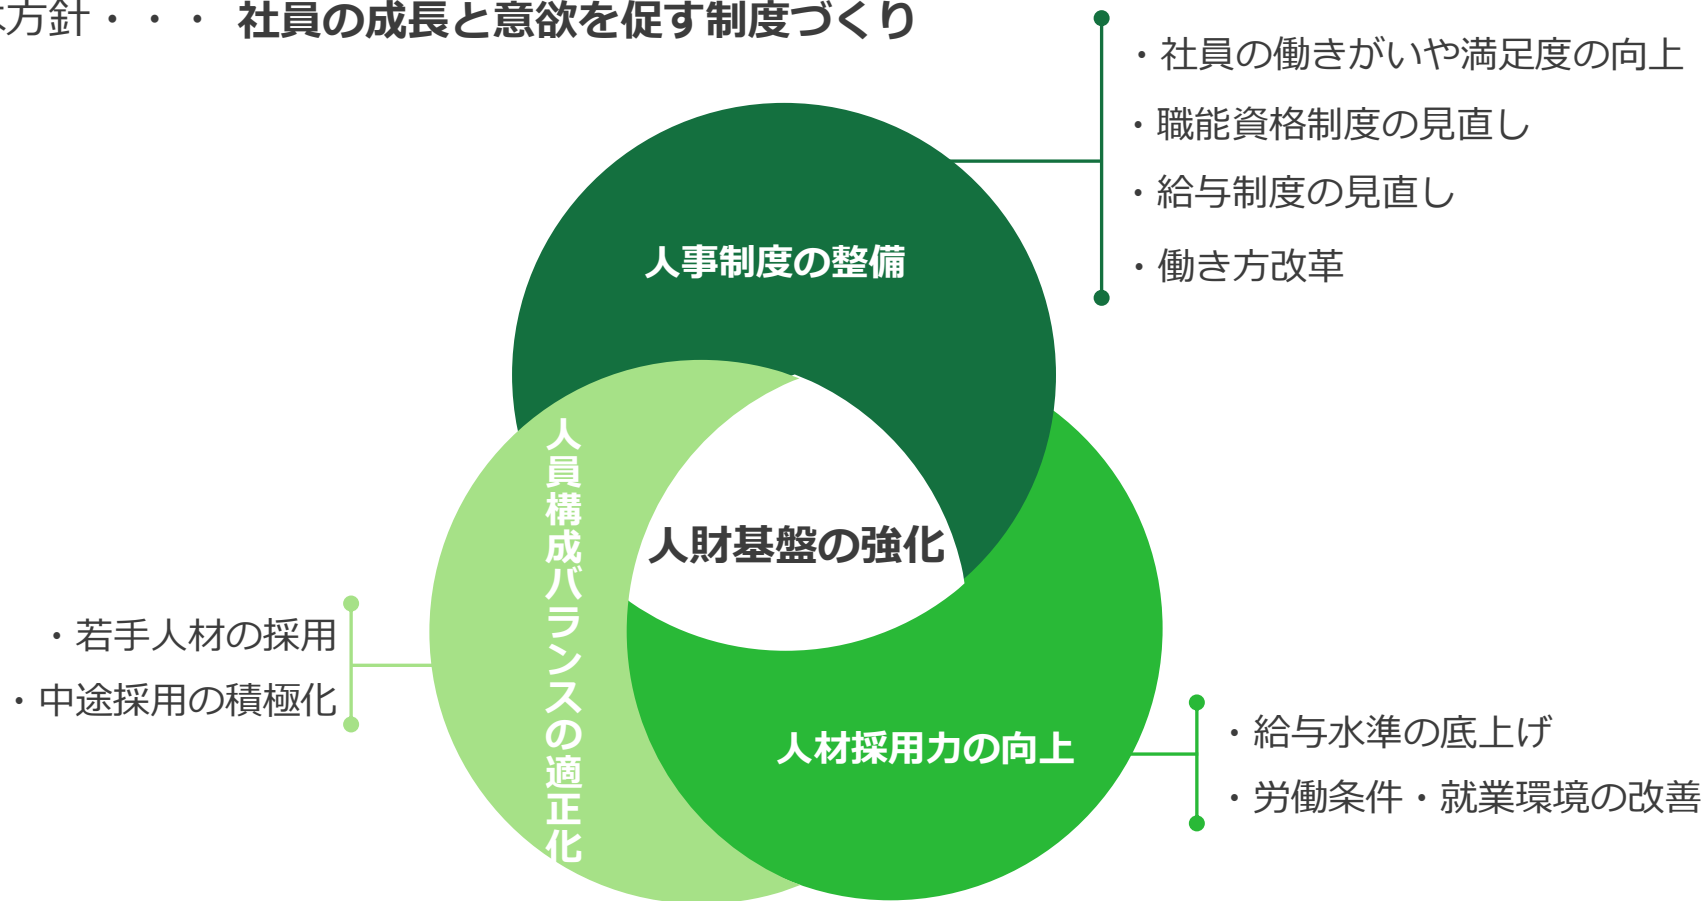 本方針・・・ 社員の成長と意欲を促す制度づくり
・社員の働きがいや満足度の向上
・職能資格制度の見直し
・給与制度の見直し
・働き方改革
人事制度の整備
人員構成バランスの適正化
人財基盤の強化
・若手人材の採用
・中途採用の積極化
人材採用力の向上
・給与水準の底上げ
・労働条件・就業環境の改善